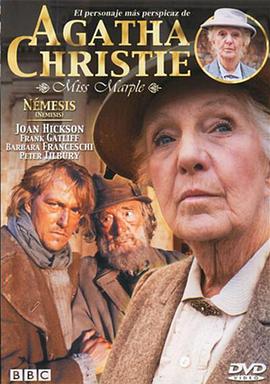 El personaje más perspicaz de
AGATHA
CHRISTIE
Miss Marple
NÉMESIS
(NEMESIS)
JOAN HICKSON
FRANK GATLIFF
BARBARA FRANCESCHI
PETER TILBURY
BBC
DVD
VIDEO